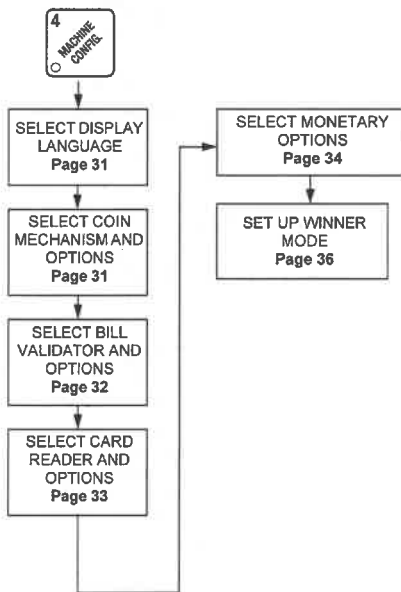 4
MACHINE
CONFIG.
SELECT DISPLAY
LANGUAGE
Page 31
SELECT COIN
MECHANISM AND
OPTIONS
Page 31
SELECT BILL
VALIDATOR AND
OPTIONS
Page 32
SELECT CARD
READER AND
OPTIONS
Page 33
SELECT MONETARY
OPTIONS
Page 34
SET UP WINNER
MODE
Page 36